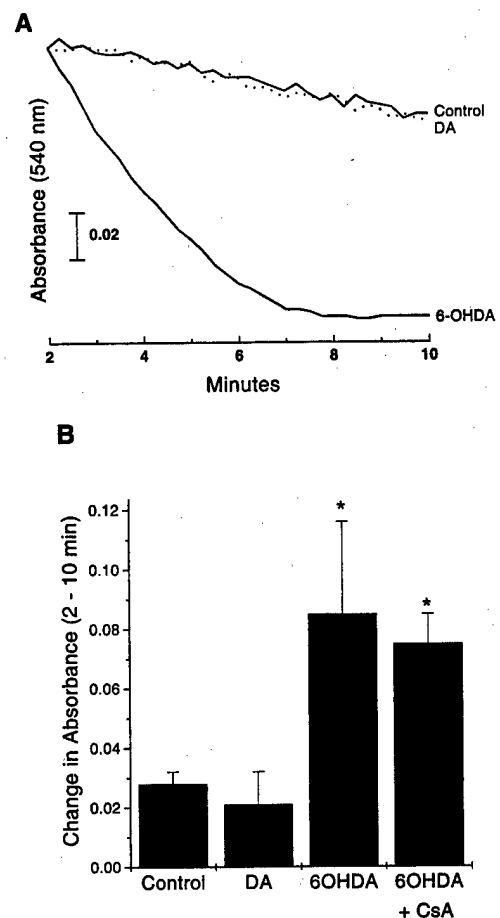 A
Absorbance (540 nm)
0.02
Control
DA
6-OHDA
2 4 6 8 10
Minutes
B
Change in Absorbance (2 - 10 min)
0.12
0.10
0.08
0.06
0.04
0.02
0.00
*
*
Control DA 6OHDA 6OHDA
+ CsA